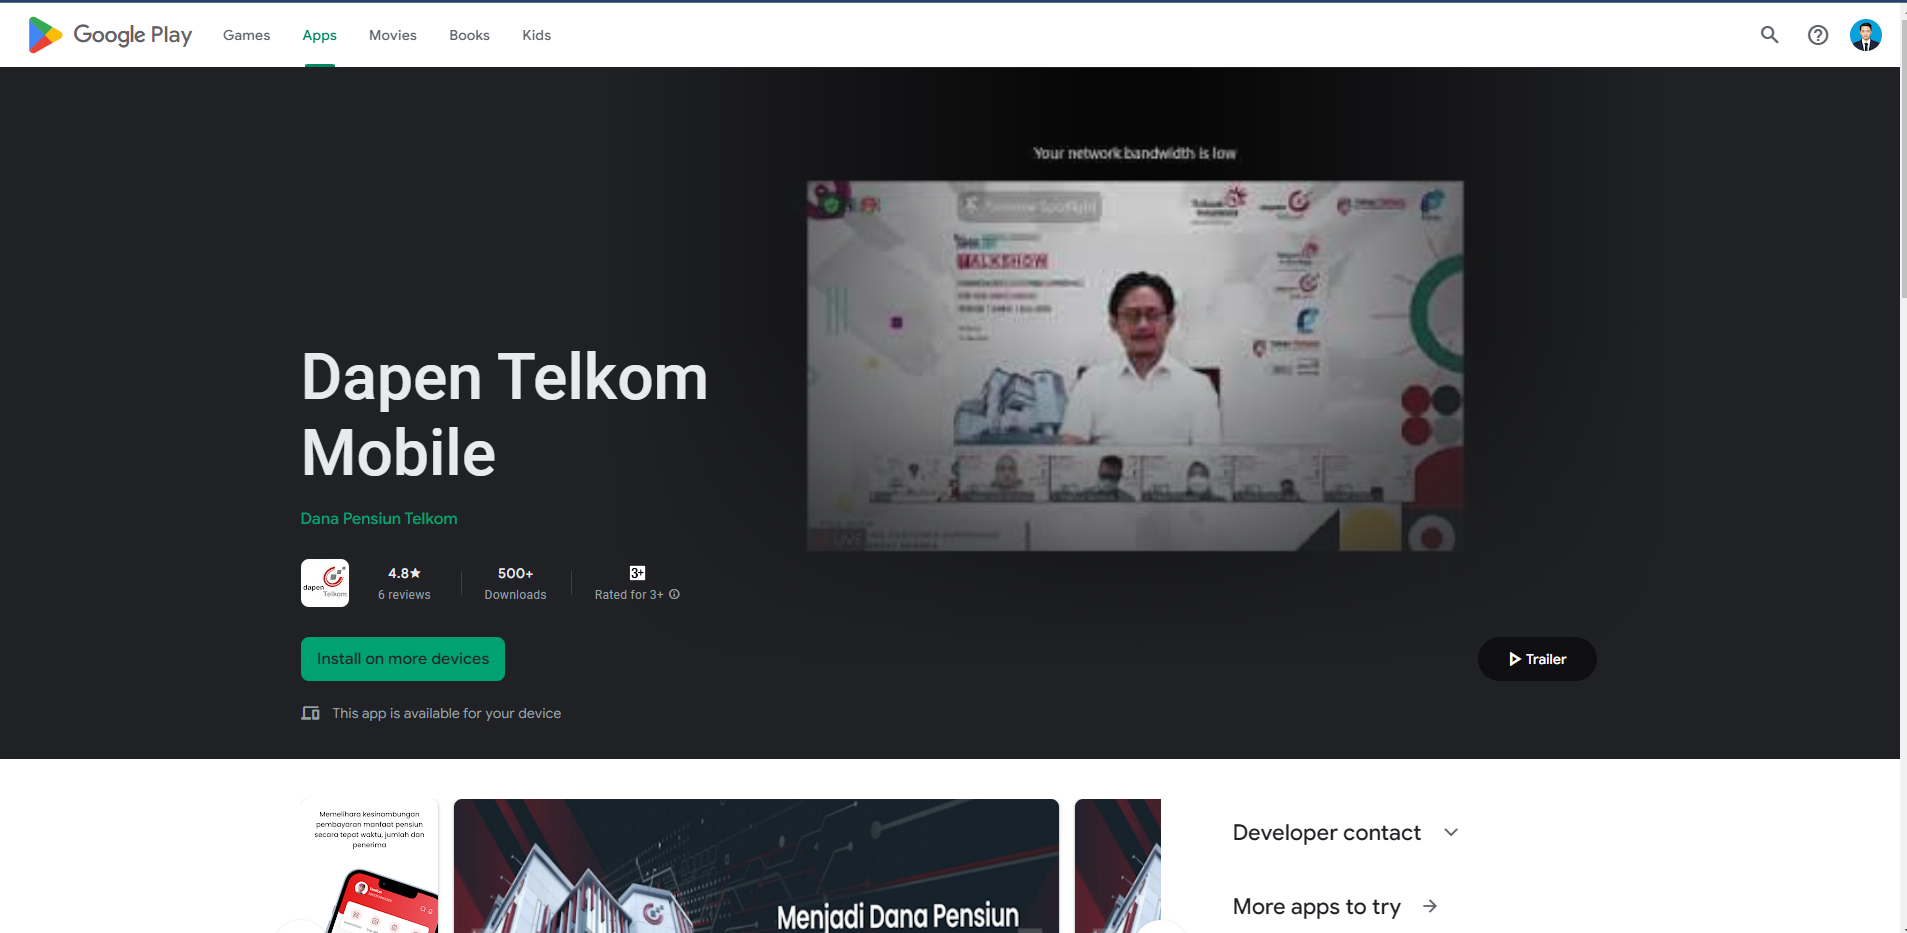 Google Play
Games
Apps
Movies
Books
Kids
Your network bandwidth is low
TALKSHOW
LIVE
Dapen Telkom
Mobile
Dana Pensiun Telkom
dapen
Telkom
4.8★
6 reviews
500+
Downloads
3+
Rated for 3+
Install on more devices
Trailer
This app is available for your device
Memelihara kesinambungan
pembayaran manfaat pensiun
secara tepat waktu, jumlah dan
penerima
Menjadi Dana Pensiun
Developer contact
More apps to try